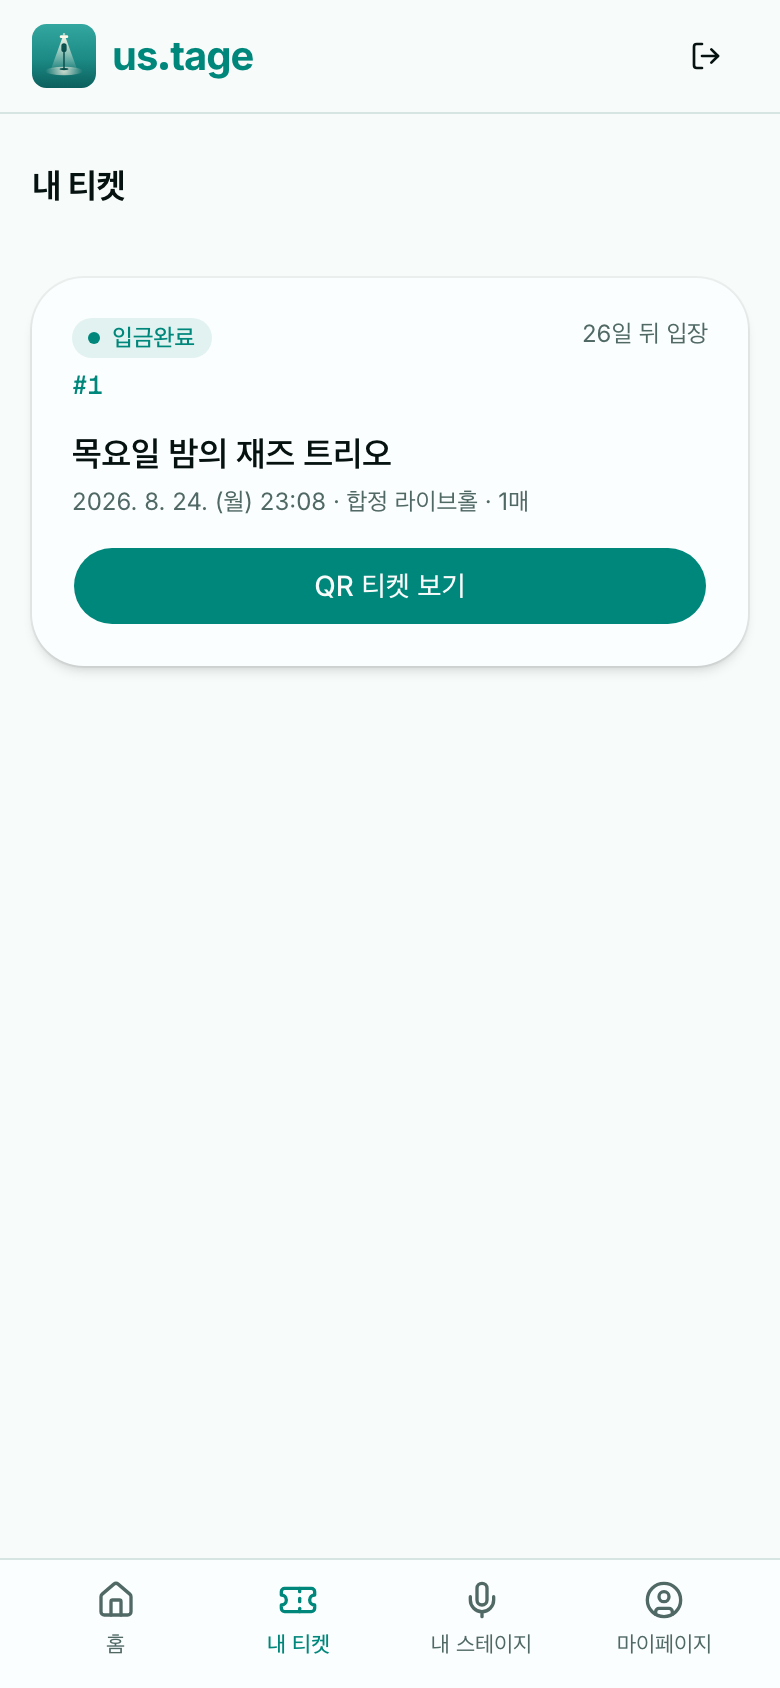 us.tage
내 티켓
입금완료
26일 뒤 입장
#1
목요일 밤의 재즈 트리오
2026. 8. 24. (월) 23:08 · 합정 라이브홀 · 1매
QR 티켓 보기
홈
내 티켓
내 스테이지
마이페이지